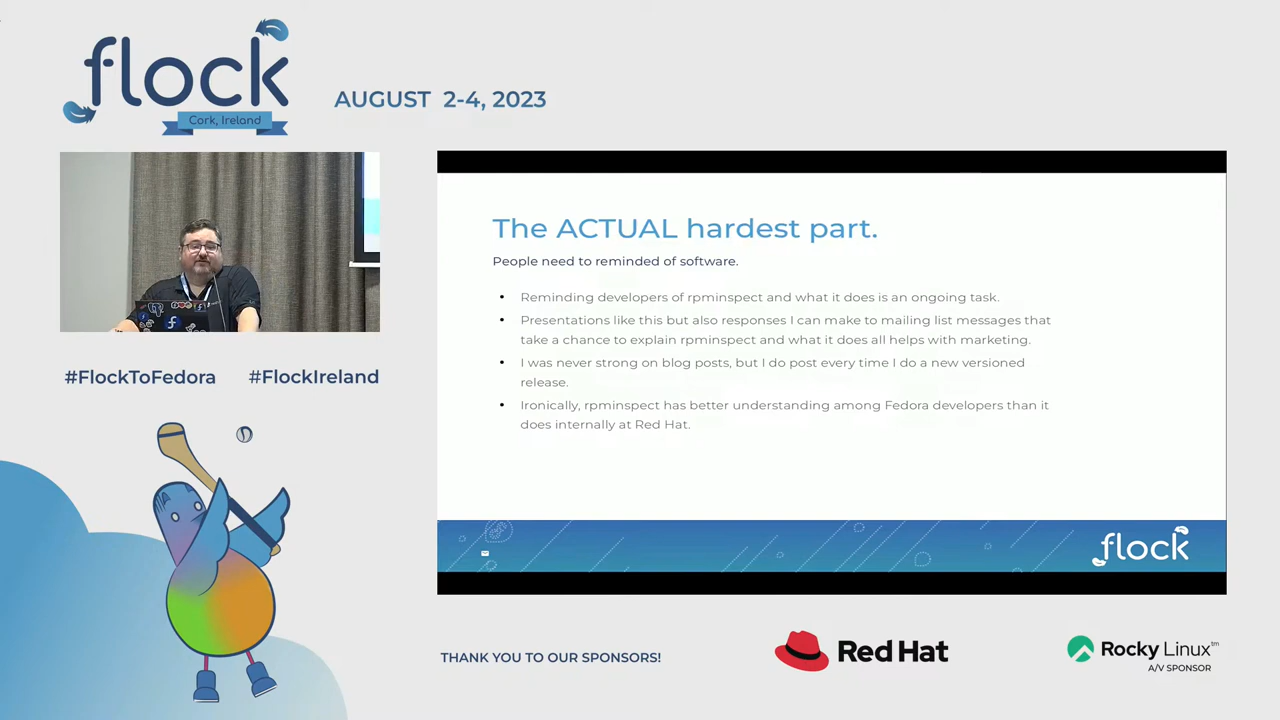 flock
Cork, Ireland
AUGUST 2-4, 2023
The ACTUAL hardest part.
People need to reminded of software.
• Reminding developers of rpminspect and what it does is an ongoing task.
• Presentations like this but also responses I can make to mailing list messages that
take a chance to explain rpminspect and what it does all helps with marketing.
• I was never strong on blog posts, but I do post every time I do a new versioned
release.
• Ironically, rpminspect has better understanding among Fedora developers than it
does internally at Red Hat.
flock
#FlockToFedora #FlockIreland
THANK YOU TO OUR SPONSORS!
Red Hat
Rocky Linux™
A/V SPONSOR